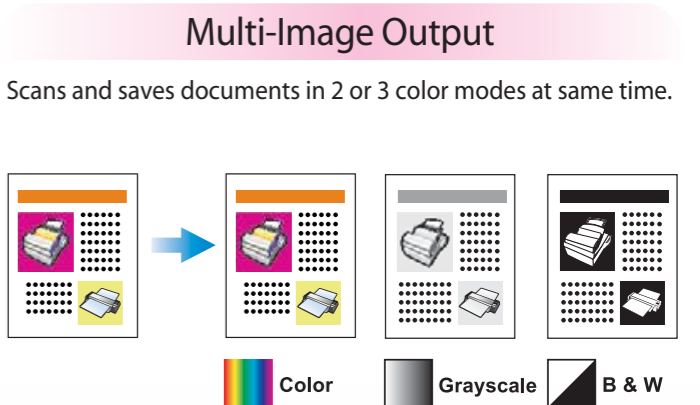 Multi-Image Output
Scans and saves documents in 2 or 3 color modes at same time.
Color
Grayscale
B & W